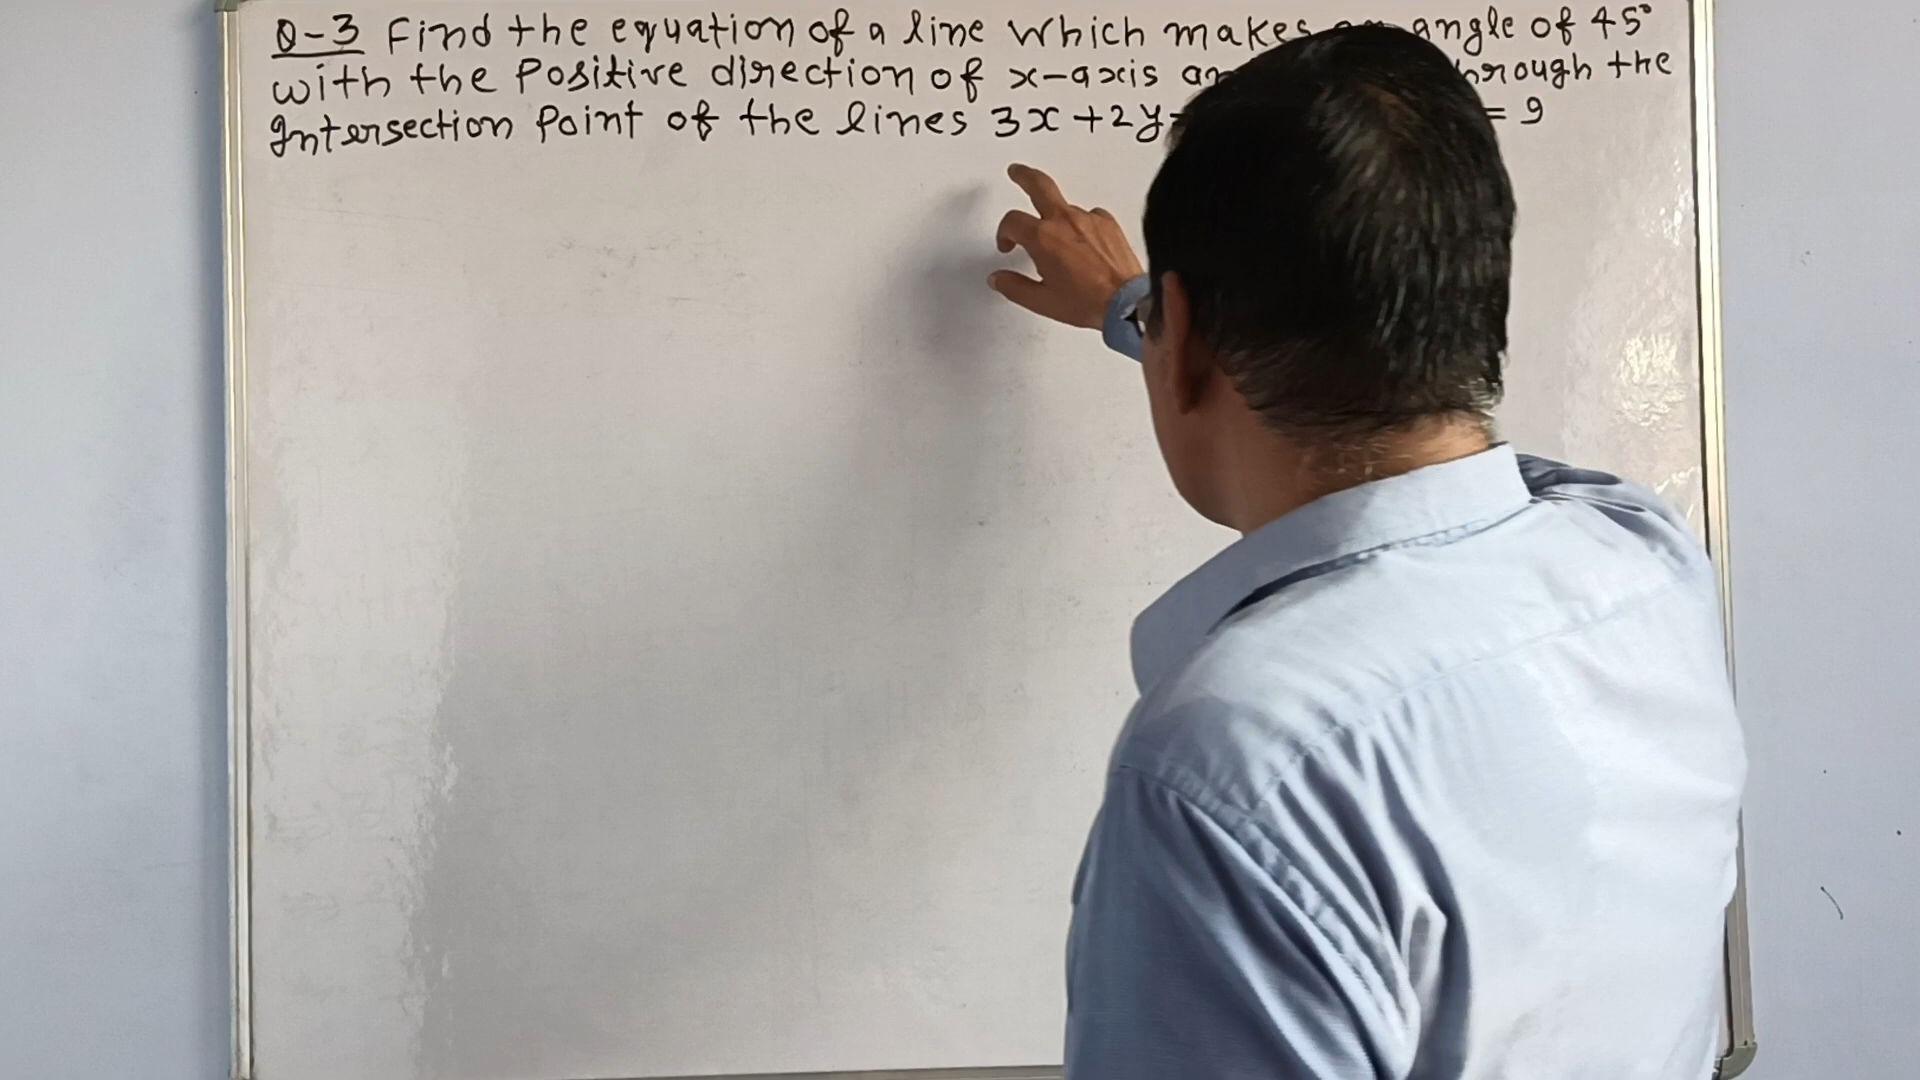 Q-3 Find the equation of a line which makes angle of 45°
with the Positive direction of x-axis through the
Intersection Point of the lines 3x+2y = 9